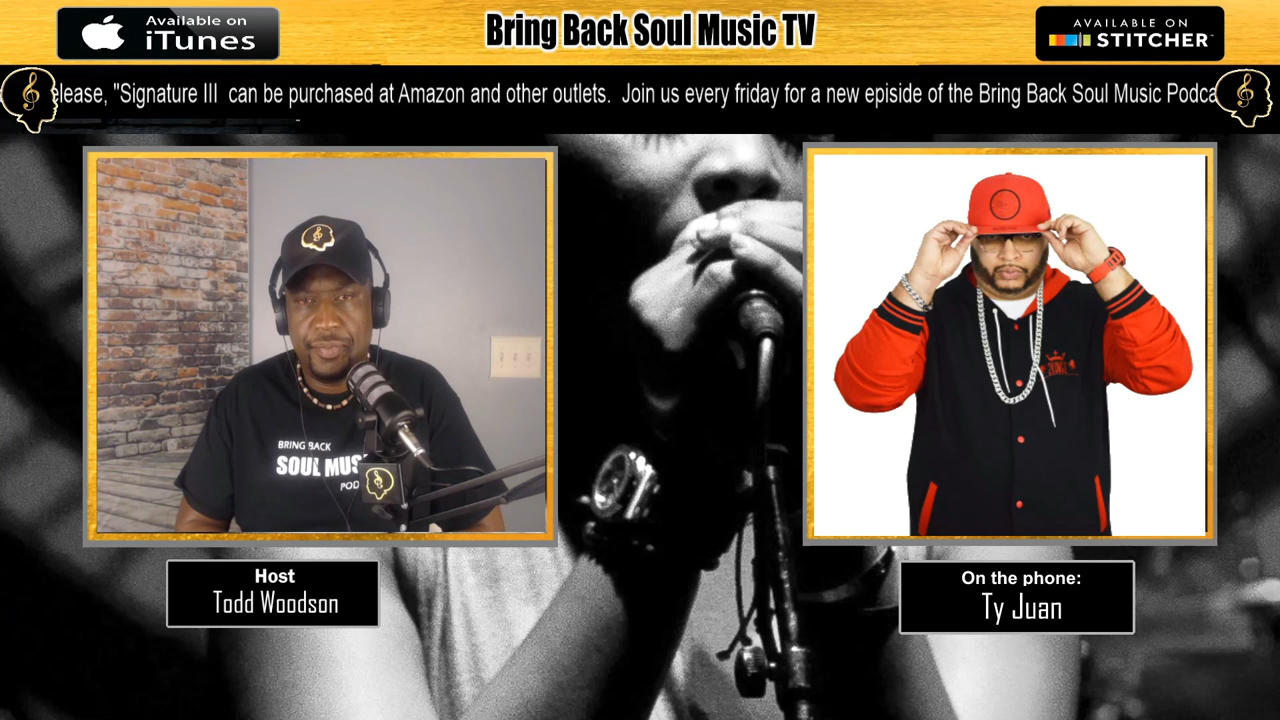 Available on
iTunes
Bring Back Soul Music TV
AVAILABLE ON
STITCHER
elease, "Signature III  can be purchased at Amazon and other outlets.  Join us every friday for a new episide of the Bring Back Soul Music Podca
BRING BACK
SOUL MUS
POD
Host
Todd Woodson
On the phone:
Ty Juan